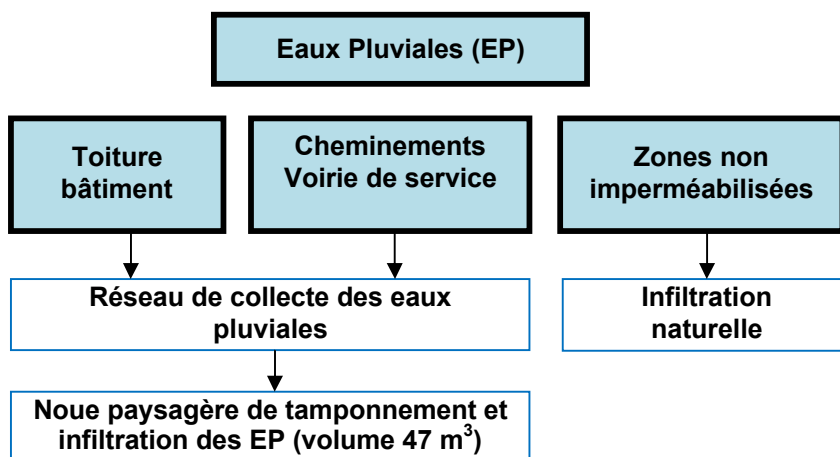 Eaux Pluviales (EP)
Toiture
bâtiment
Cheminements
Voirie de service
Zones non
imperméabilisées
Réseau de collecte des eaux
pluviales
Infiltration
naturelle
Noue paysagère de tamponnement et
infiltration des EP (volume 47 m³)